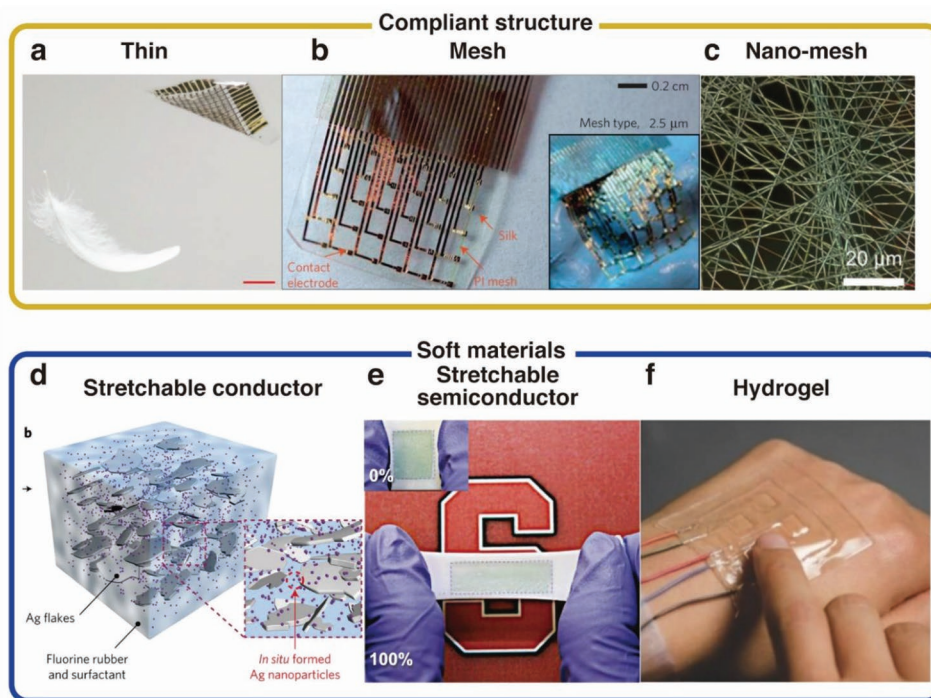 Compliant structure
a Thin
b Mesh
c Nano-mesh
0.2 cm
Mesh type, 2.5 μm
Silk
Contact
electrode
PI mesh
20 μm
Soft materials
d Stretchable conductor
e Stretchable
semiconductor
f Hydrogel
b
Ag flakes
Fluorine rubber
and surfactant
In situ formed
Ag nanoparticles
0%
100%